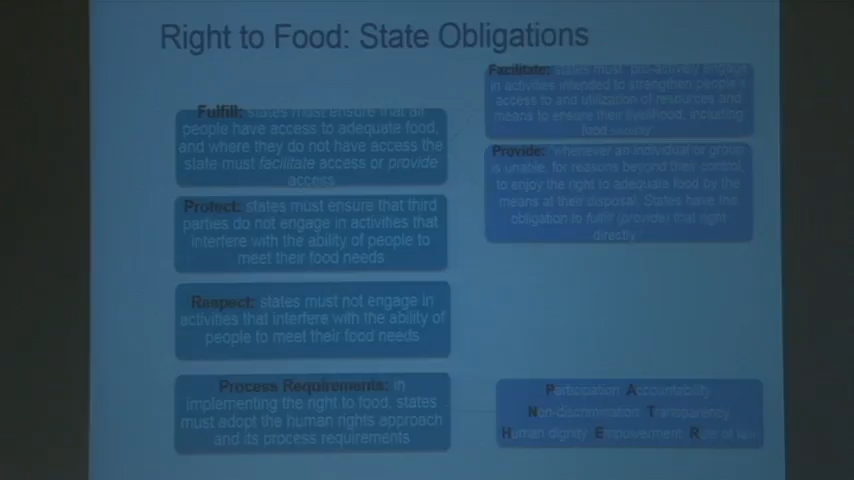 Right to Food: State Obligations
Fulfill: states must ensure that all
people have access to adequate food,
and where they do not have access the
state must facilitate access or provide
access
Protect: states must ensure that third
parties do not engage in activities that
interfere with the ability of people to
meet their food needs
Respect: states must not engage in
activities that interfere with the ability of
people to meet their food needs
Process Requirements: in
implementing the right to food, states
must adopt the human rights approach
and its process requirements
Facilitate: states must pro-actively engage
in activities intended to strengthen people's
access to and utilization of resources and
means to ensure their livelihood, including
food security
Provide: whenever an individual or group
is unable, for reasons beyond their control,
to enjoy the right to adequate food by the
means at their disposal, States have the
obligation to fulfill (provide) that right
directly
Participation Accountability
Non-discrimination Transparency
Human dignity Empowerment Rule of law